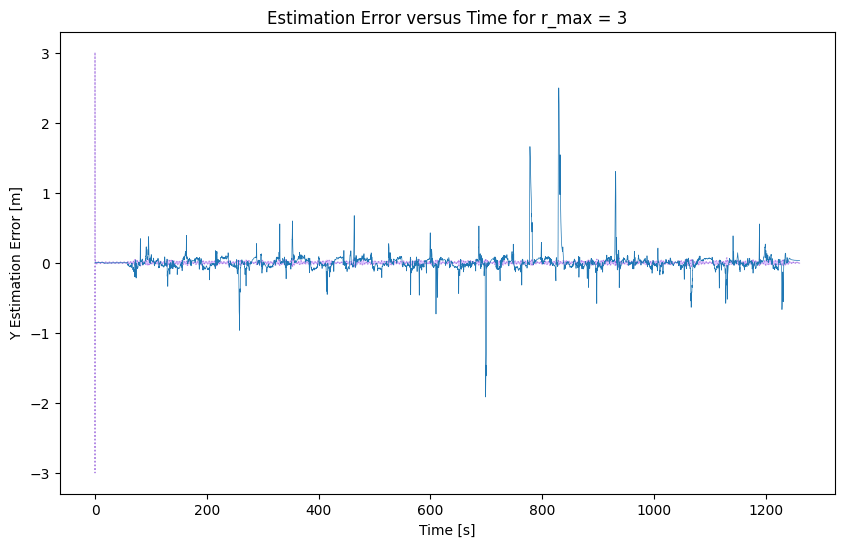 Estimation Error versus Time for r_max = 3
Y Estimation Error [m]
3
2
1
0
−1
−2
−3
0 200 400 600 800 1000 1200
Time [s]